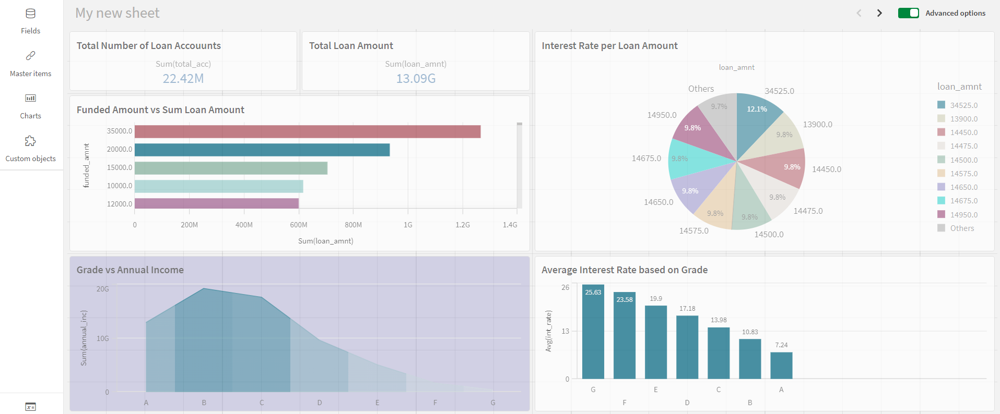 My new sheet
Advanced options
Fields
Master items
Charts
Custom objects
x=
Total Number of Loan Accouunts
Sum(total_acc)
22.42M
Total Loan Amount
Sum(loan_amnt)
13.09G
Interest Rate per Loan Amount
loan_amnt
Others
34525.0
14950.0
13900.0
14675.0
14450.0
14650.0
14475.0
14575.0
14500.0
9.7%
12.1%
9.8%
9.8%
9.8%
9.8%
9.8%
9.8%
9.8%
9.8%
loan_amnt
34525.0
13900.0
14450.0
14475.0
14500.0
14575.0
14650.0
14675.0
14950.0
Others
Funded Amount vs Sum Loan Amount
funded_amnt
35000.0
20000.0
15000.0
10000.0
12000.0
0 200M 400M 600M 800M 1G 1.2G 1.4G
Sum(loan_amnt)
Grade vs Annual Income
Sum(annual_inc)
20G
10G
0
A B C D E F G
Average Interest Rate based on Grade
Avg(int_rate)
26
13
0
25.63
23.58
19.9
17.18
13.98
10.83
7.24
G E C A
F D B